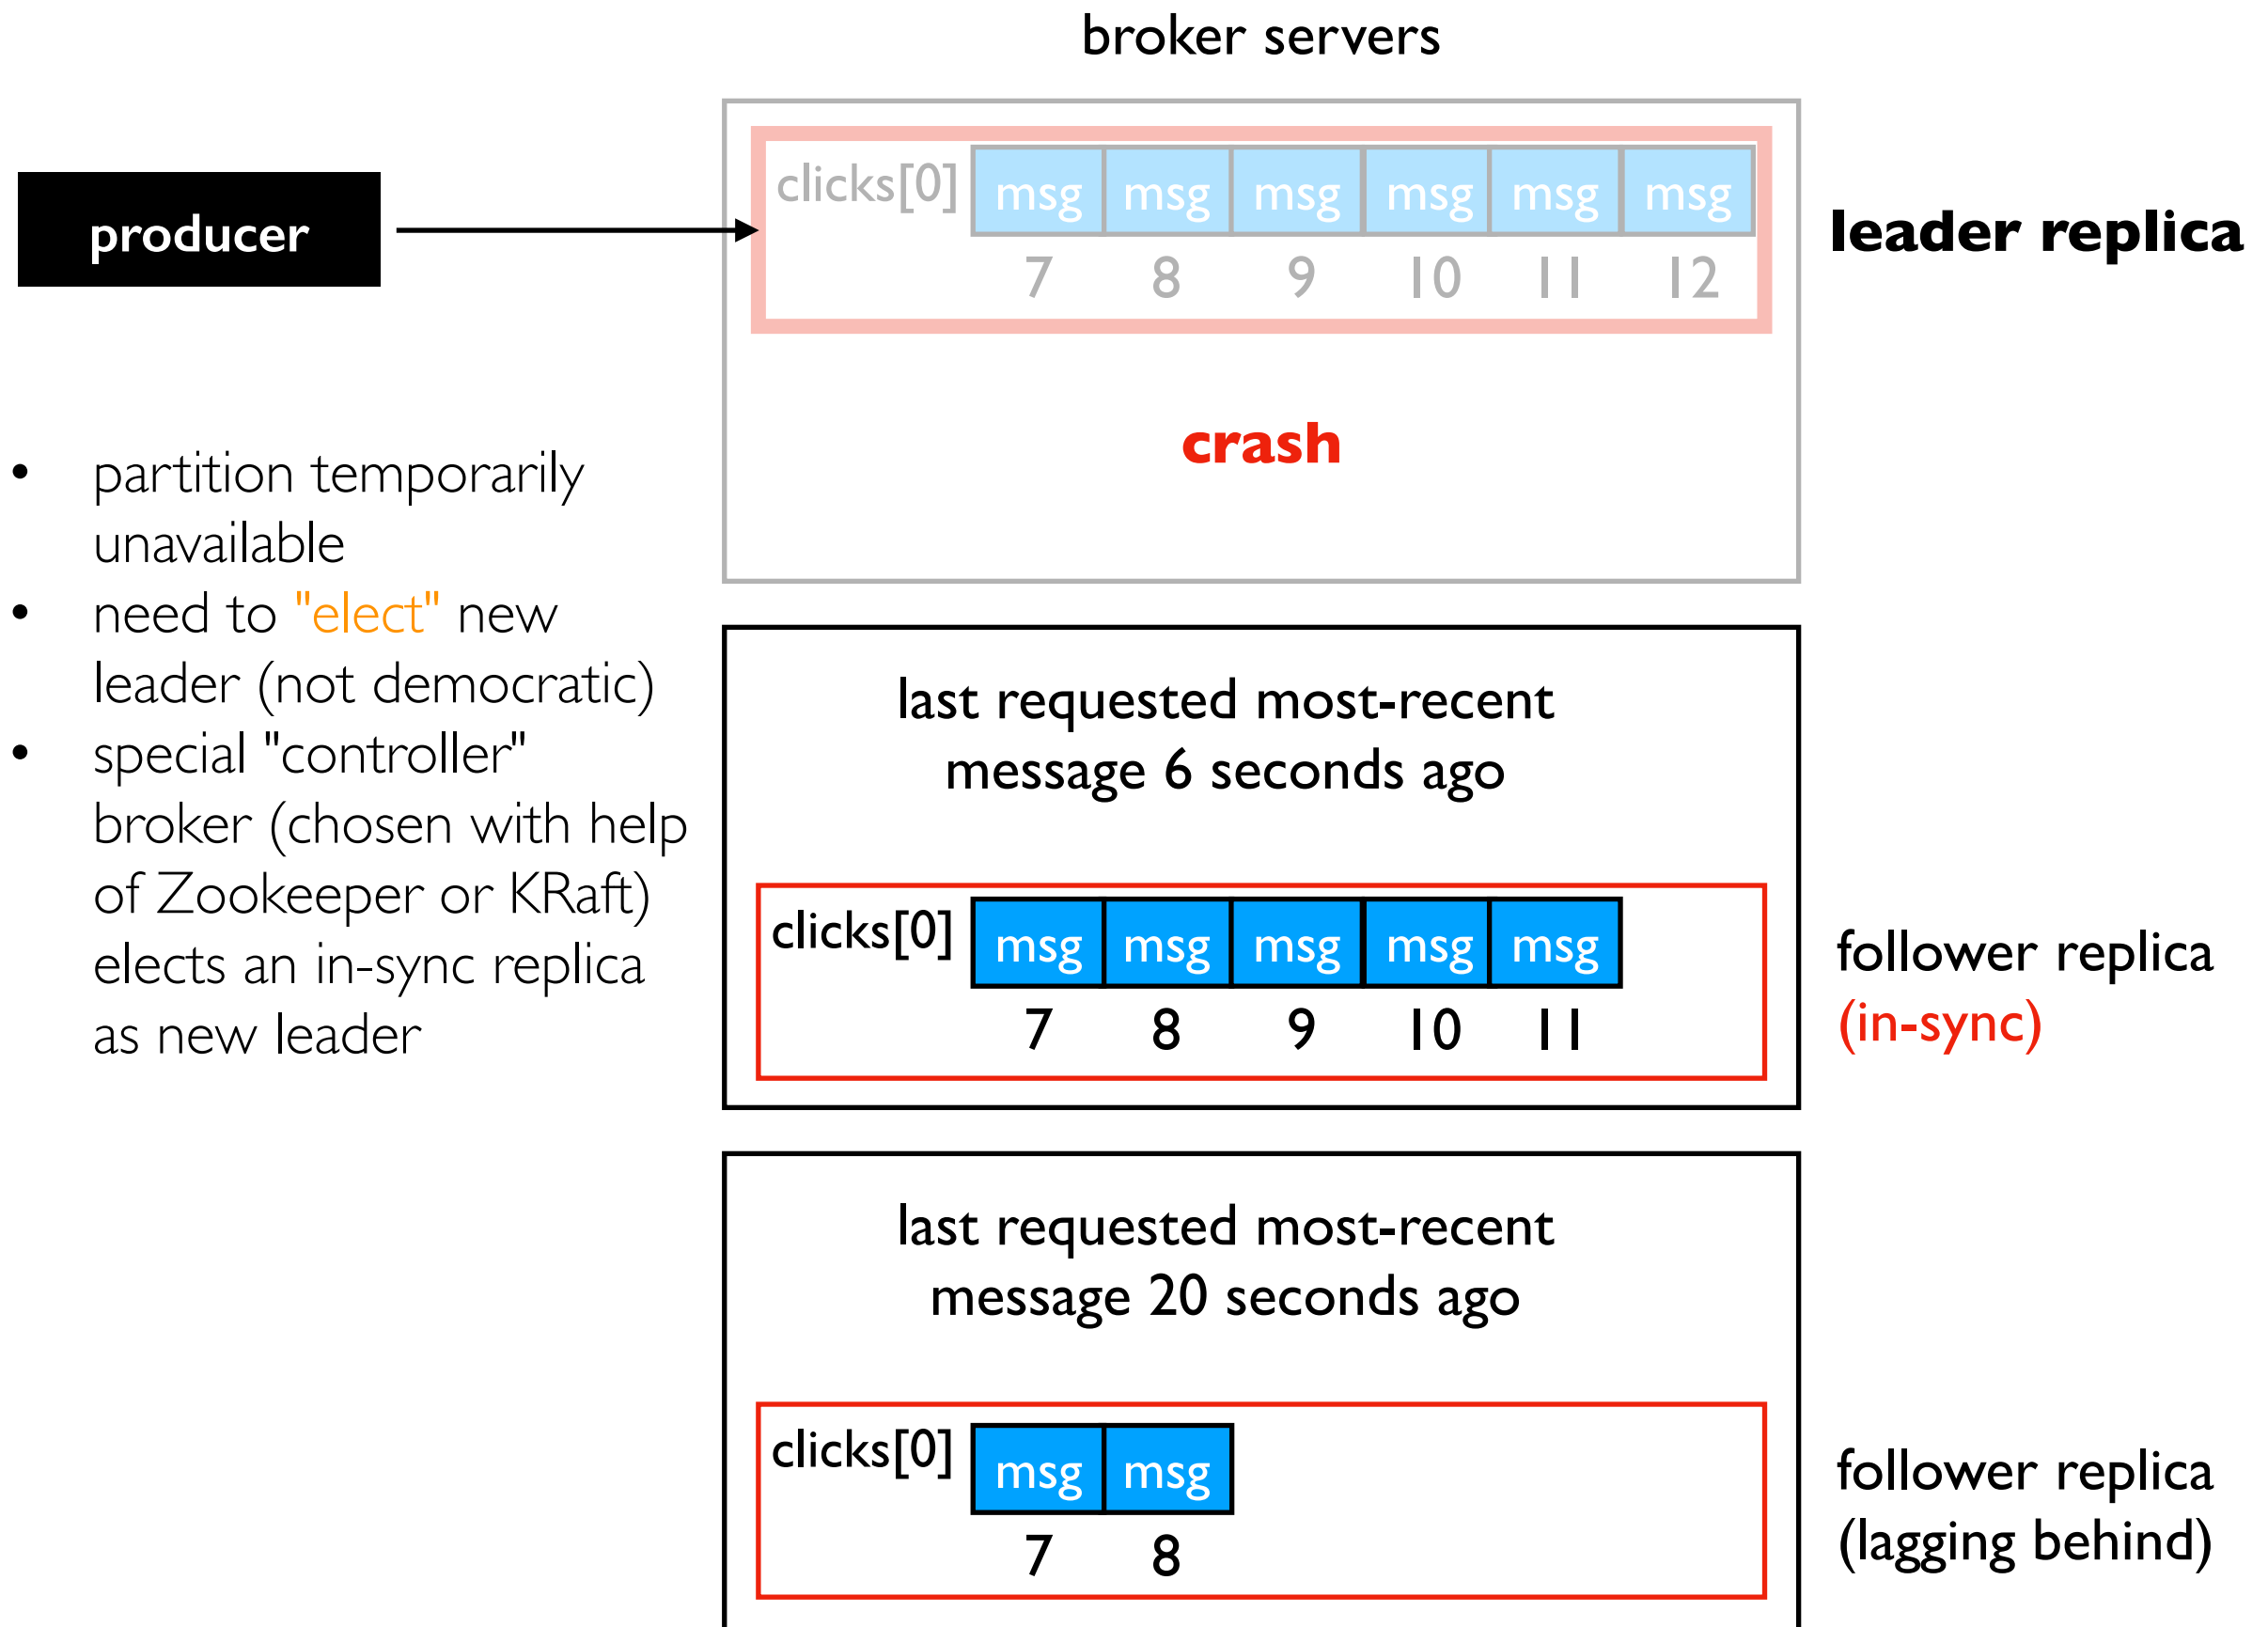 broker servers
producer
clicks[0] msg msg msg msg msg msg
7 8 9 10 11 12
leader replica
crash
• partition temporarily
unavailable
• need to "elect" new
leader (not democratic)
• special "controller"
broker (chosen with help
of Zookeeper or KRaft)
elects an in-sync replica
as new leader
last requested most-recent
message 6 seconds ago
clicks[0] msg msg msg msg msg
7 8 9 10 11
follower replica
(in-sync)
last requested most-recent
message 20 seconds ago
clicks[0] msg msg
7 8
follower replica
(lagging behind)